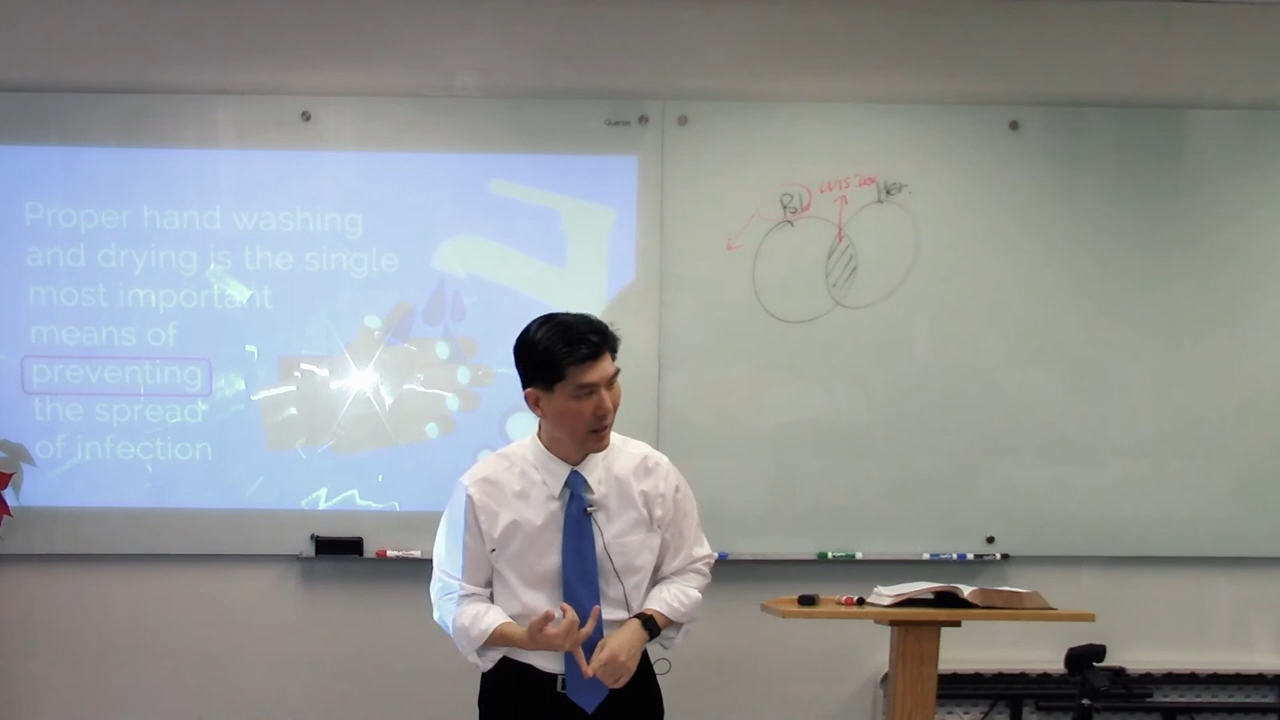 Proper hand washing
and drying is the single
most important
means of
preventing
the spread
of infection